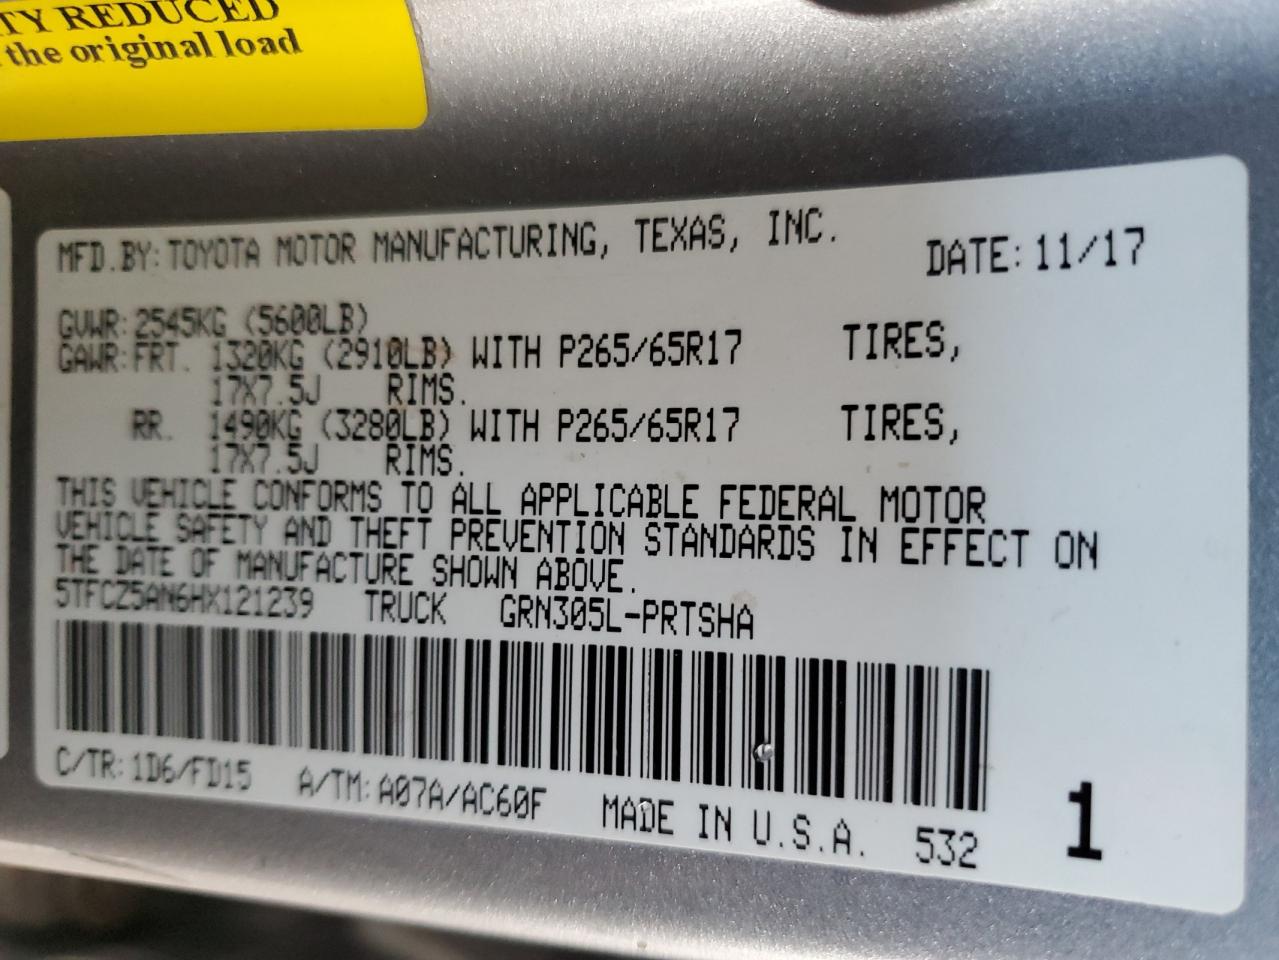 TY REDUCED
the original load
MFD.BY: TOYOTA MOTOR MANUFACTURING, TEXAS, INC. DATE: 11/17
GVWR: 2545KG (5600LB)
GAWR: FRT. 1320KG (2910LB) WITH P265/65R17 TIRES,
17X7.5J RIMS.
RR. 1490KG (3280LB) WITH P265/65R17 TIRES,
17X7.5J RIMS.
THIS VEHICLE CONFORMS TO ALL APPLICABLE FEDERAL MOTOR
VEHICLE SAFETY AND THEFT PREVENTION STANDARDS IN EFFECT ON
THE DATE OF MANUFACTURE SHOWN ABOVE.
5TFCZ5AN6HX121239 TRUCK GRN305L-PRTSHA
C/TR: 1D6/FD15 A/TM: A07A/AC60F MADE IN U.S.A. 532 1